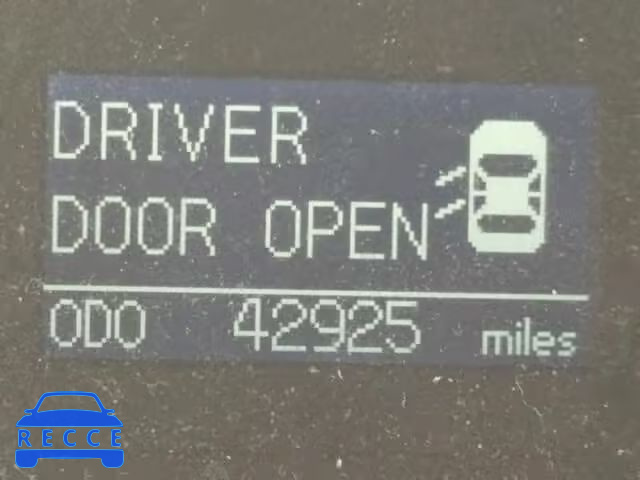 DRIVER
DOOR OPEN
ODO 42925 miles
RECCE